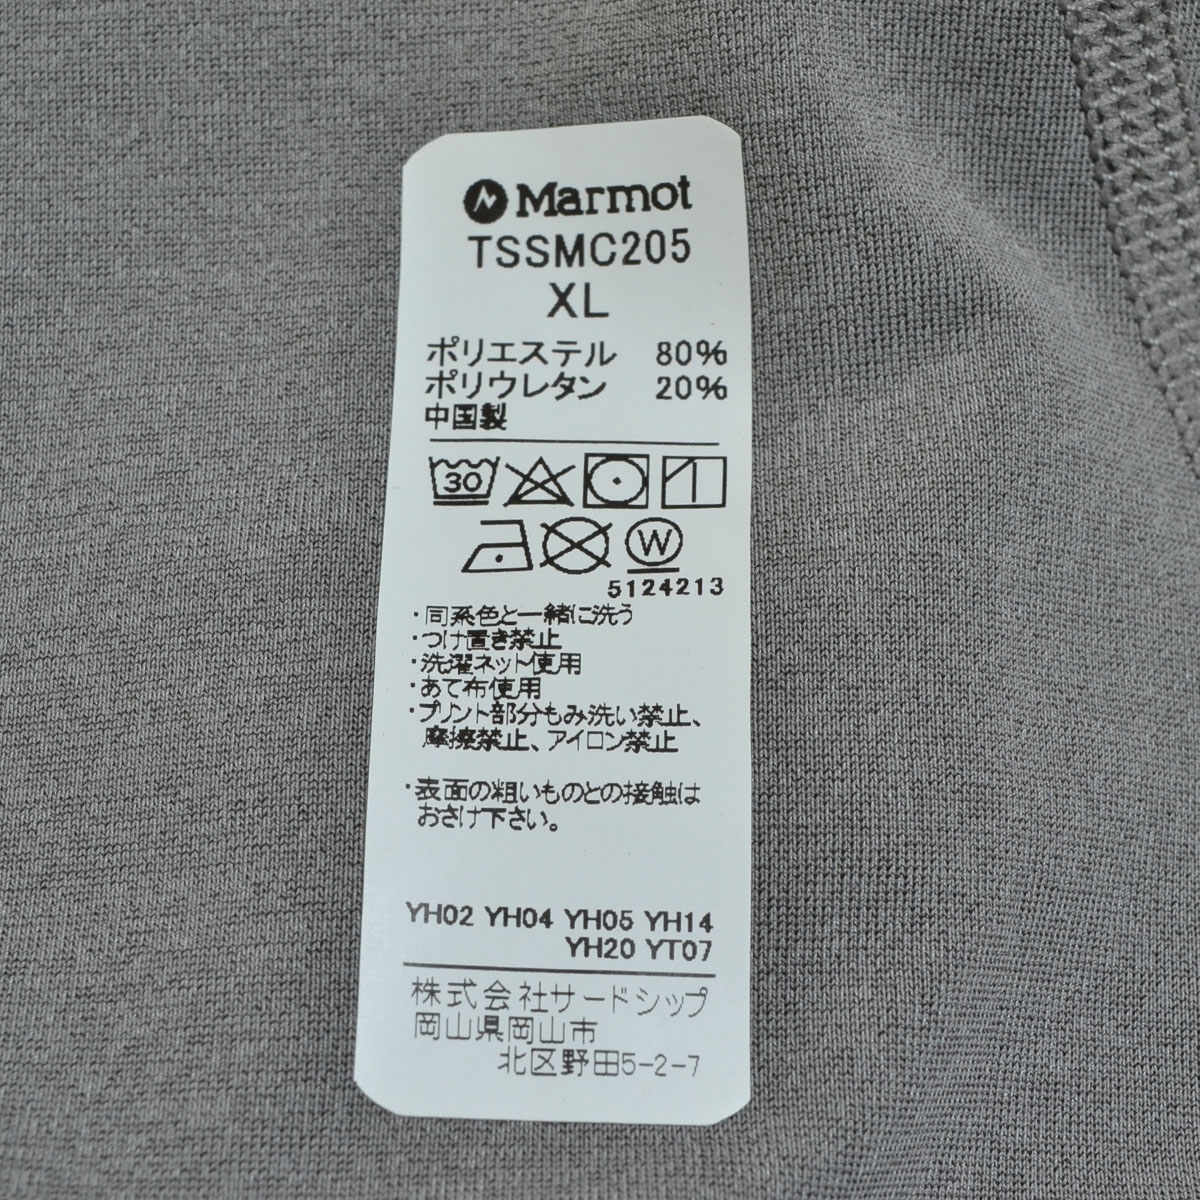 Marmot
TSSMC205
XL
ポリエステル 80%
ポリウレタン 20%
中国製
30
W
5124213
・同系色と一緒に洗う
・つけ置き禁止
・洗濯ネット使用
・あて布使用
・プリント部分もみ洗い禁止、
摩擦禁止、アイロン禁止
・表面の粗いものとの接触は
おさけ下さい。
YH02 YH04 YH05 YH14
YH20 YT07
株式会社サードシップ
岡山県岡山市
北区野田5-2-7